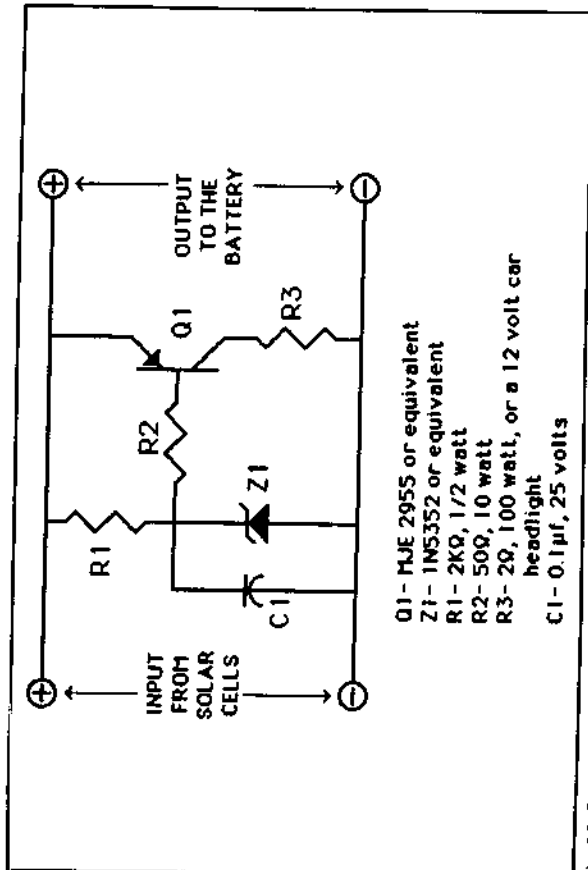 INPUT
FROM
SOLAR
CELLS
R1
R2
Q1
OUTPUT
TO THE
BATTERY
C1
Z1
R3
Q1- MJE 2955 or equivalent
Z1- 1N5352 or equivalent
R1- 2KΩ, 1/2 watt
R2- 50Ω, 10 watt
R3- 2Ω, 100 watt, or a 12 volt car
headlight
C1- 0.1µf, 25 volts